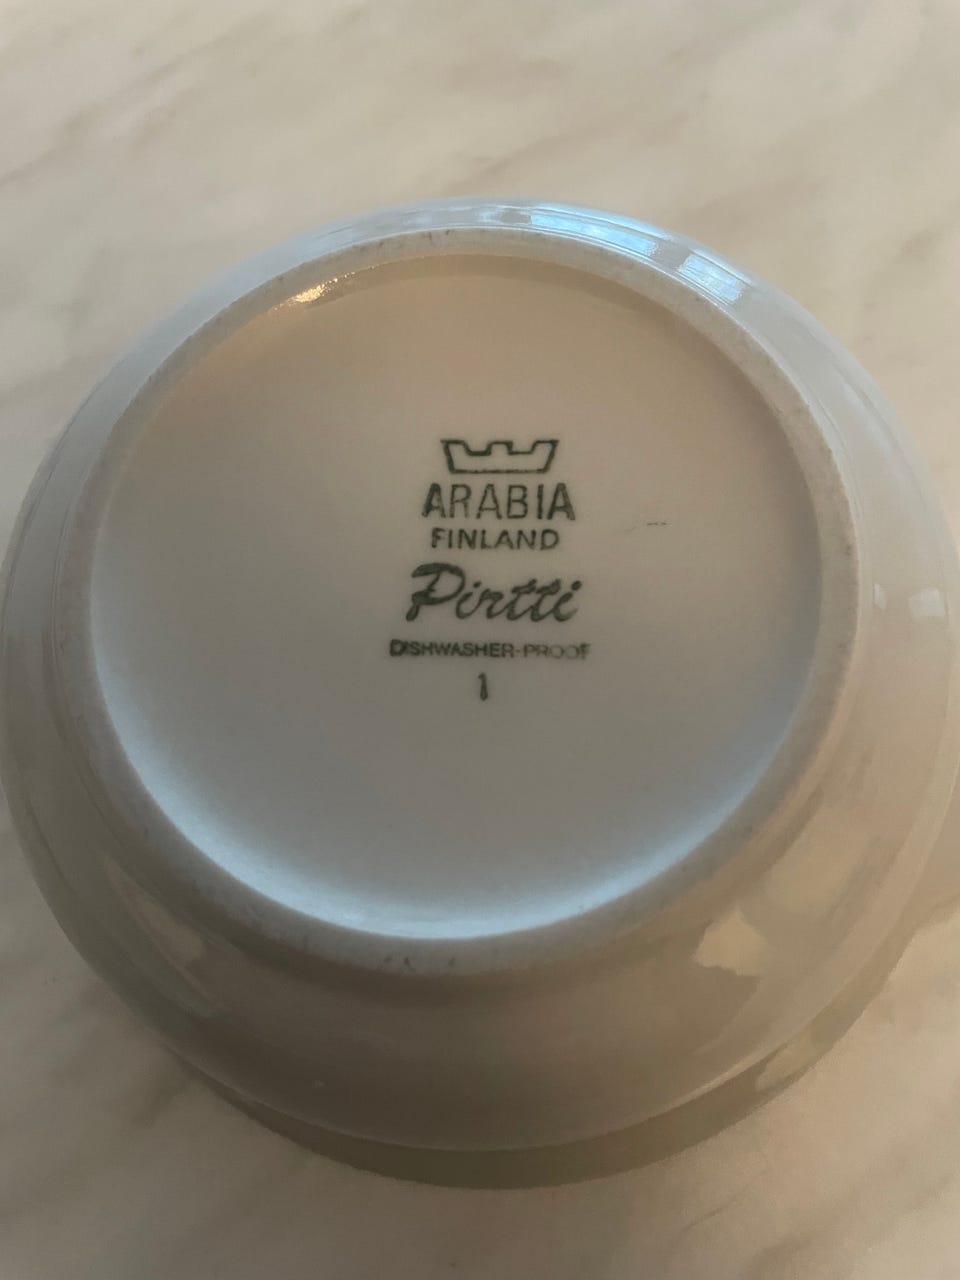 ARABIA
FINLAND
Pirtti
DISHWASHER-PROOF
1